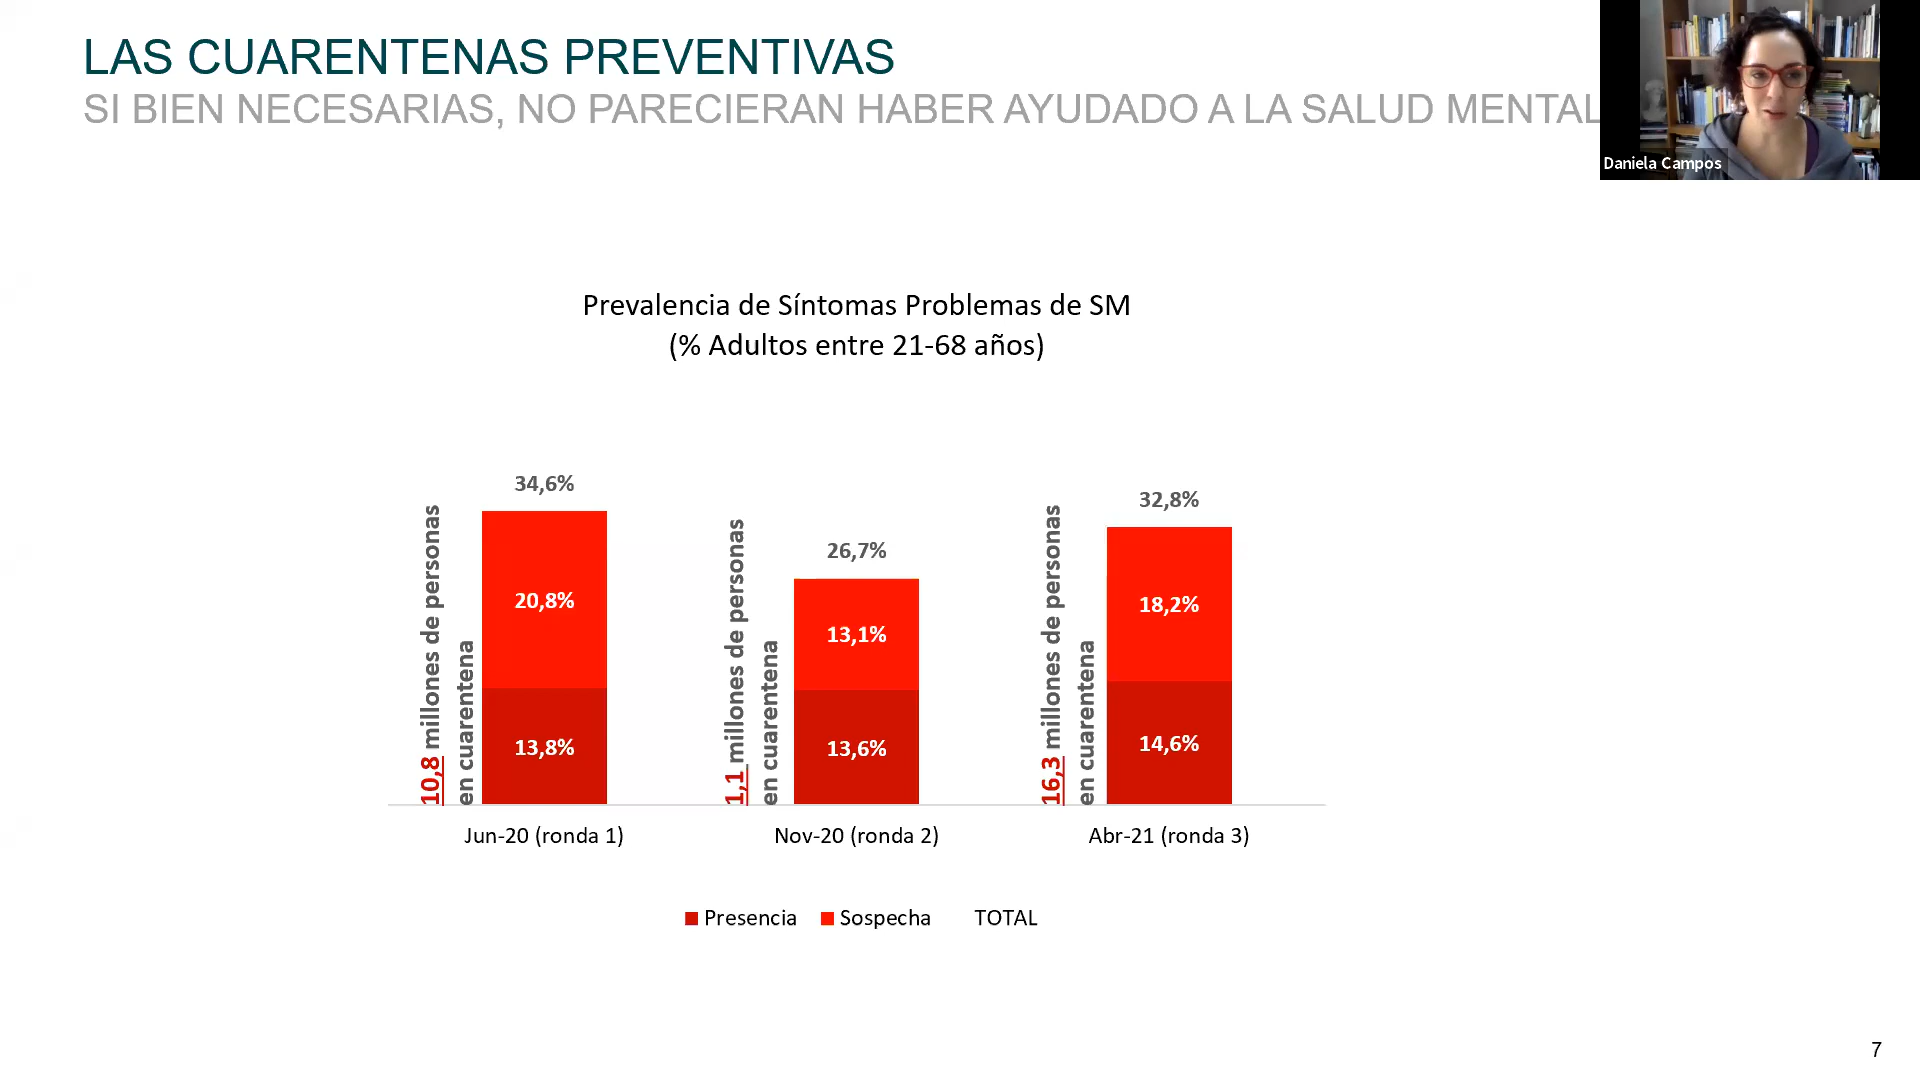 LAS CUARENTENAS PREVENTIVAS
SI BIEN NECESARIAS, NO PARECIERAN HABER AYUDADO A LA SALUD MENTAL
Daniela Campos
Prevalencia de Síntomas Problemas de SM
(% Adultos entre 21-68 años)
10,8 millones de personas
en cuarentena
34,6%
20,8%
13,8%
1,1 millones de personas
en cuarentena
26,7%
13,1%
13,6%
16,3 millones de personas
en cuarentena
32,8%
18,2%
14,6%
Jun-20 (ronda 1)
Nov-20 (ronda 2)
Abr-21 (ronda 3)
Presencia
Sospecha
TOTAL
7